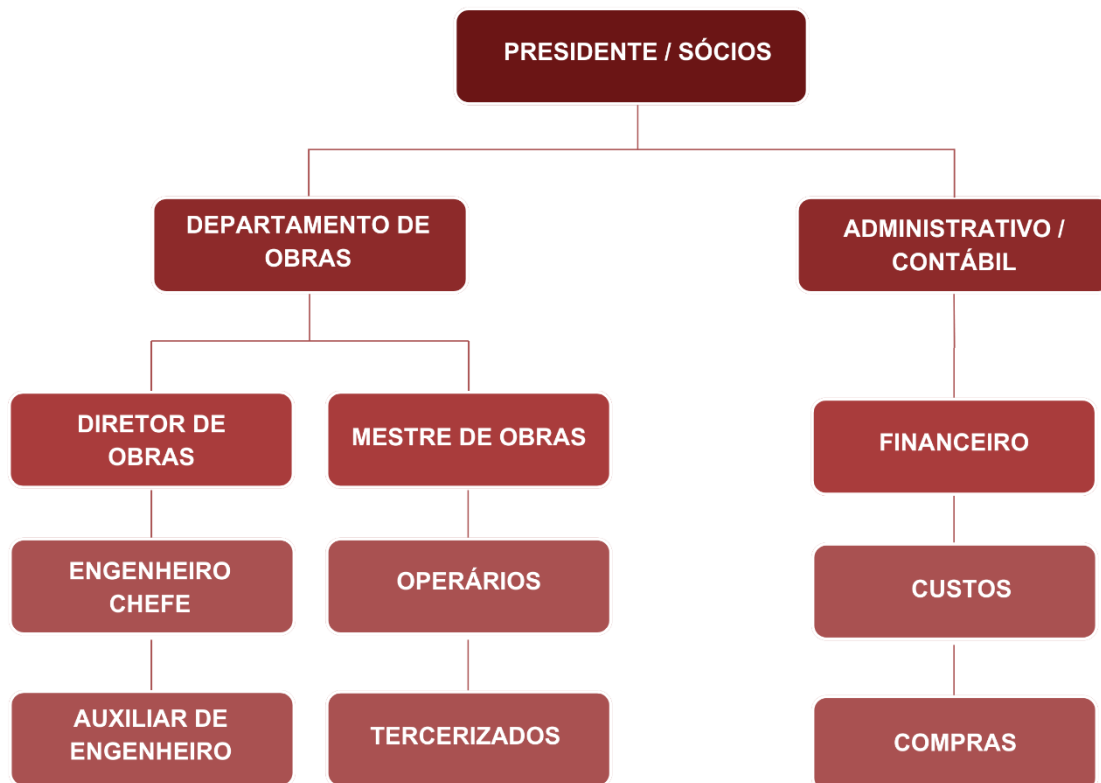 PRESIDENTE / SÓCIOS
DEPARTAMENTO DE
OBRAS
ADMINISTRATIVO /
CONTÁBIL
DIRETOR DE
OBRAS
MESTRE DE OBRAS
FINANCEIRO
ENGENHEIRO
CHEFE
OPERÁRIOS
CUSTOS
AUXILIAR DE
ENGENHEIRO
TERCERIZADOS
COMPRAS